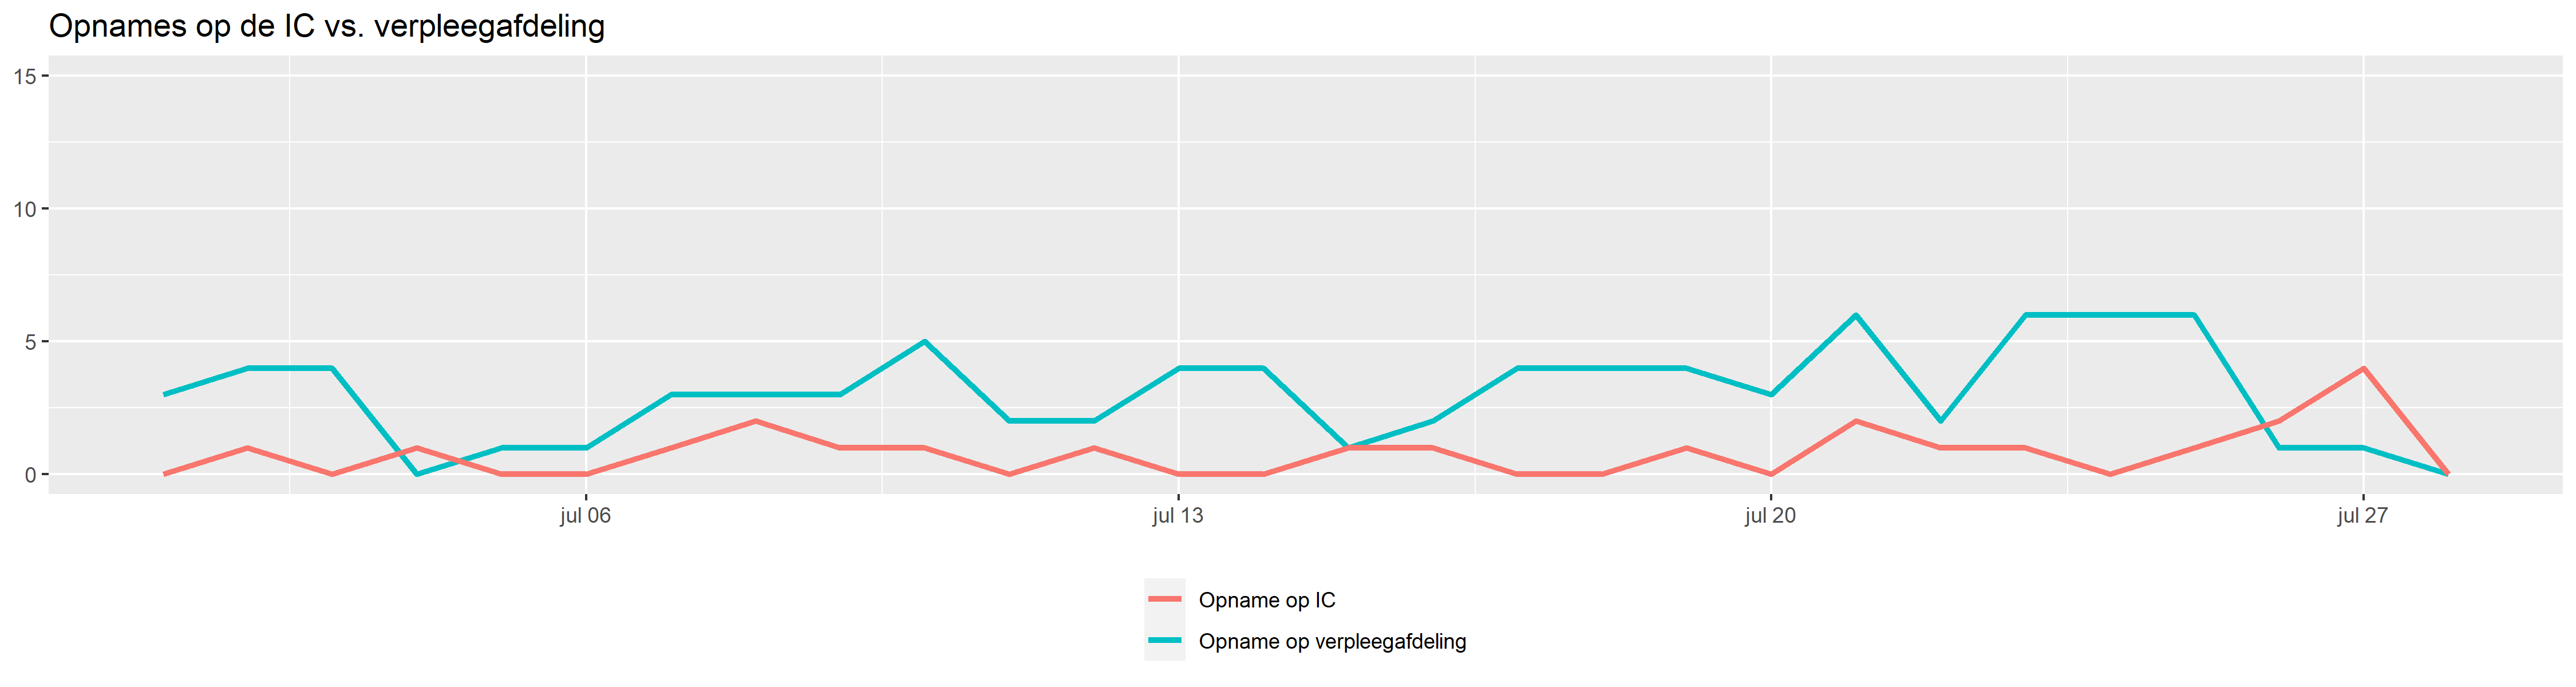 Opnames op de IC vs. verpleegafdeling
15
10
5
0
jul 06 jul 13 jul 20 jul 27
Opname op IC
Opname op verpleegafdeling